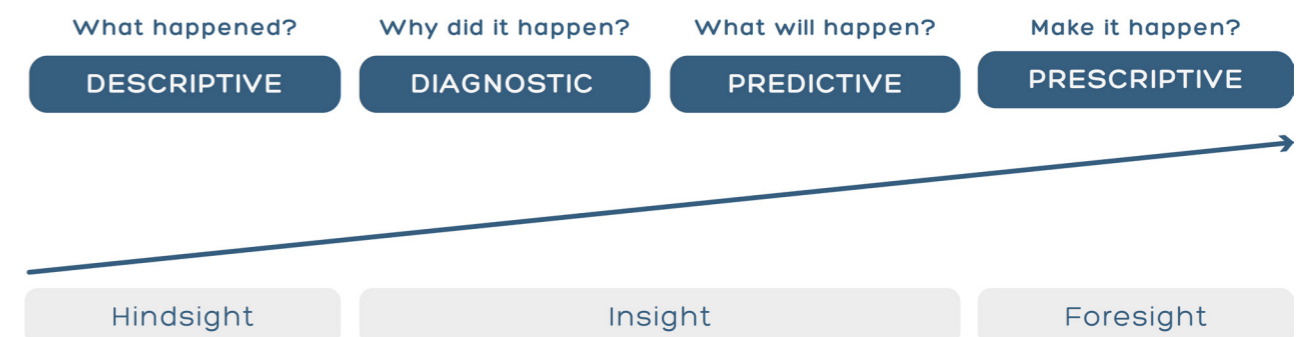 What happened? Why did it happen? What will happen? Make it happen?
DESCRIPTIVE DIAGNOSTIC PREDICTIVE PRESCRIPTIVE
Hindsight Insight Foresight